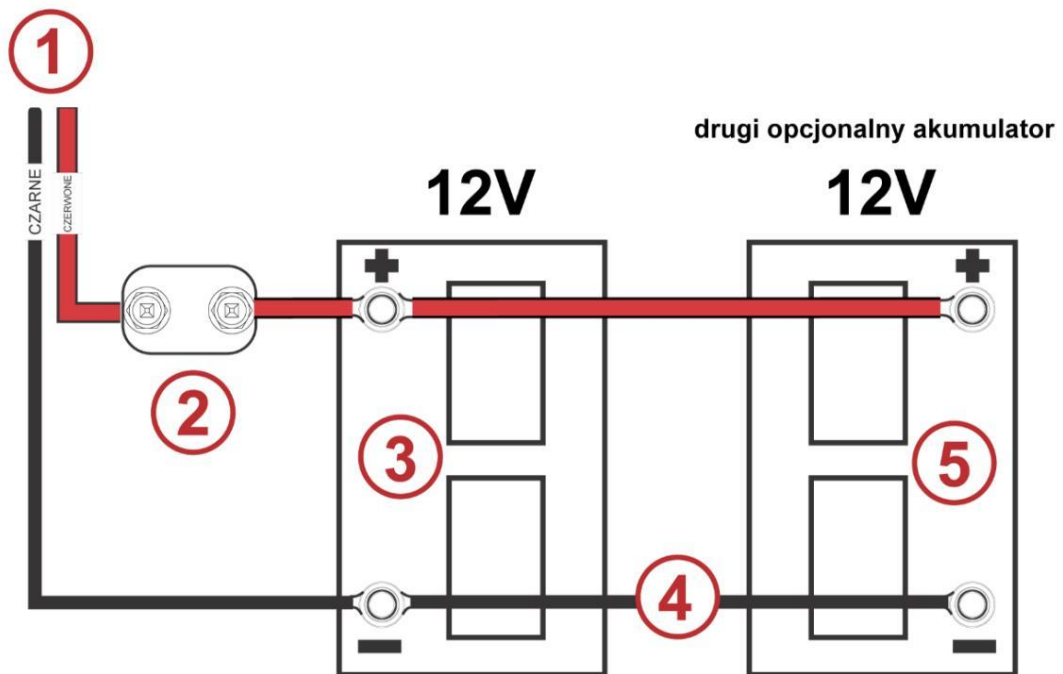 1
drugi opcjonalny akumulator
12V
12V
CZARNE
CZERWONE
+
+
2
3
5
4
-
-